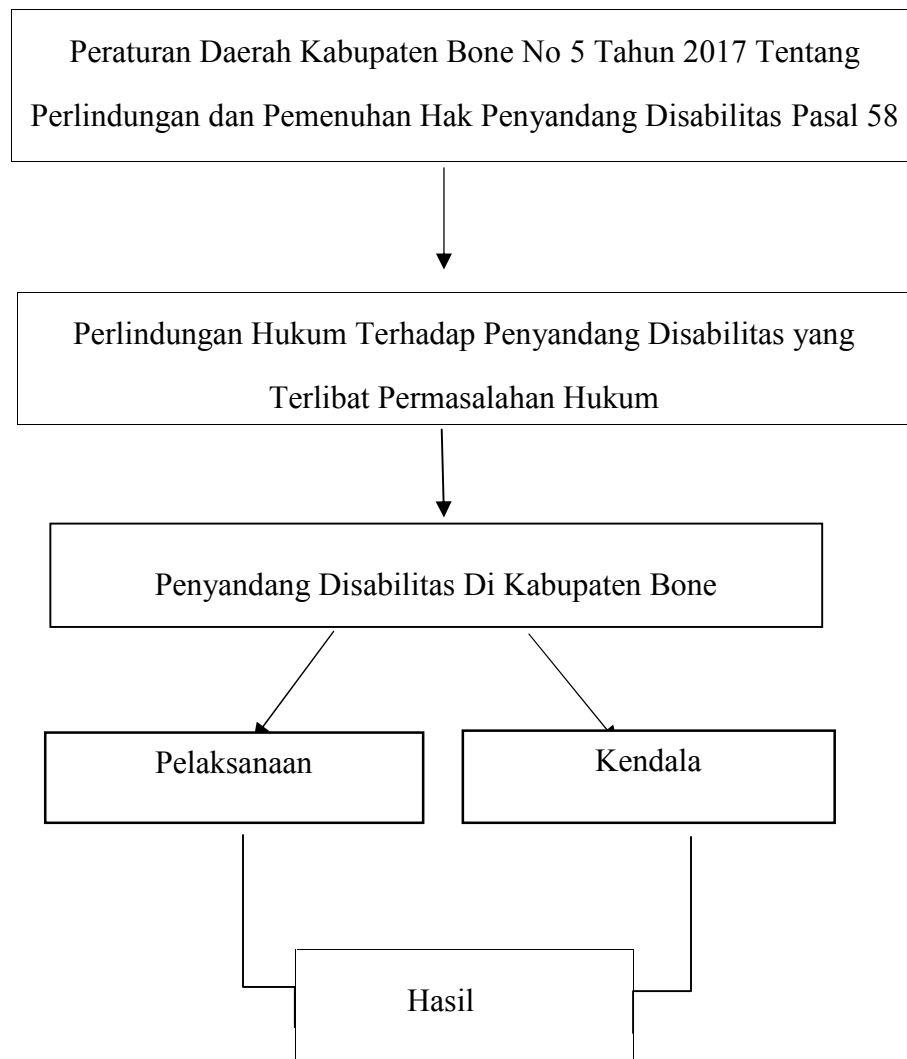 Peraturan Daerah Kabupaten Bone No 5 Tahun 2017 Tentang
Perlindungan dan Pemenuhan Hak Penyandang Disabilitas Pasal 58
Perlindungan Hukum Terhadap Penyandang Disabilitas yang
Terlibat Permasalahan Hukum
Penyandang Disabilitas Di Kabupaten Bone
Pelaksanaan
Kendala
Hasil